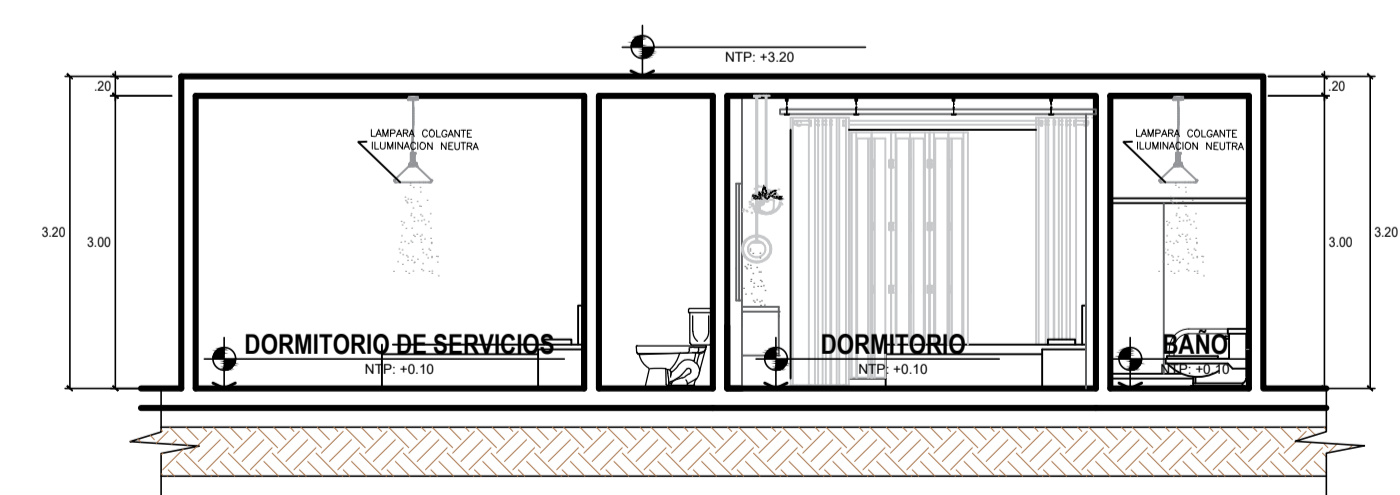 NTP: +3.20
.20
.20
LAMPARA COLGANTE
ILUMINACION NEUTRA
LAMPARA COLGANTE
ILUMINACION NEUTRA
3.20
3.00
3.00
3.20
DORMITORIO DE SERVICIOS
NTP: +0.10
DORMITORIO
NTP: +0.10
BAÑO
NTP: +0.10